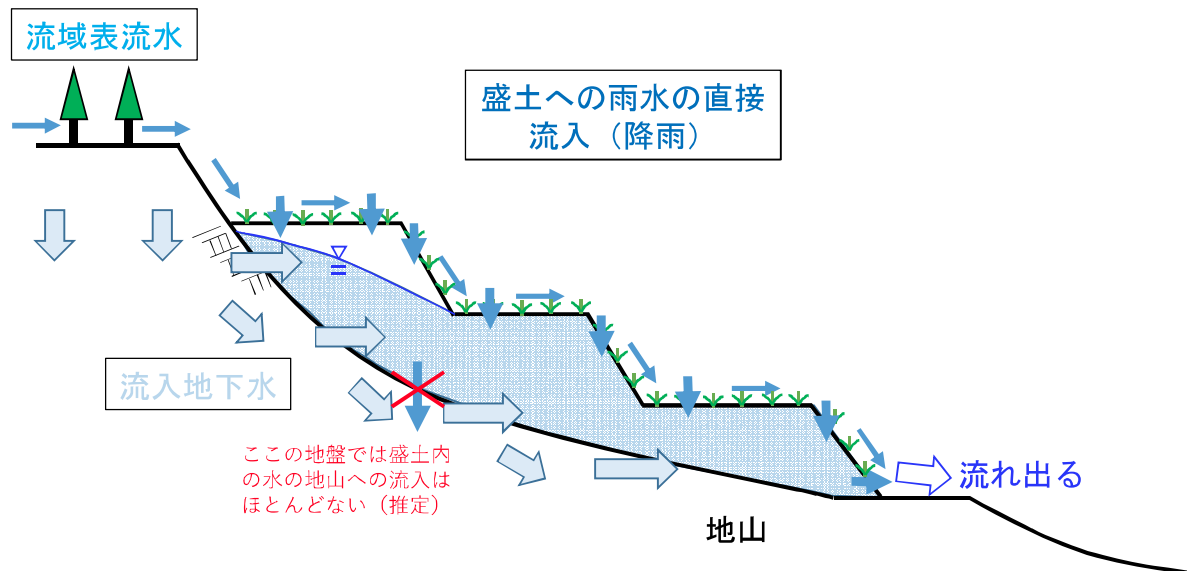 流域表流水
盛土への雨水の直接
流入（降雨）
流入地下水
ここの地盤では盛土内
の水の地山への流入は
ほとんどない（推定）
流れ出る
地山